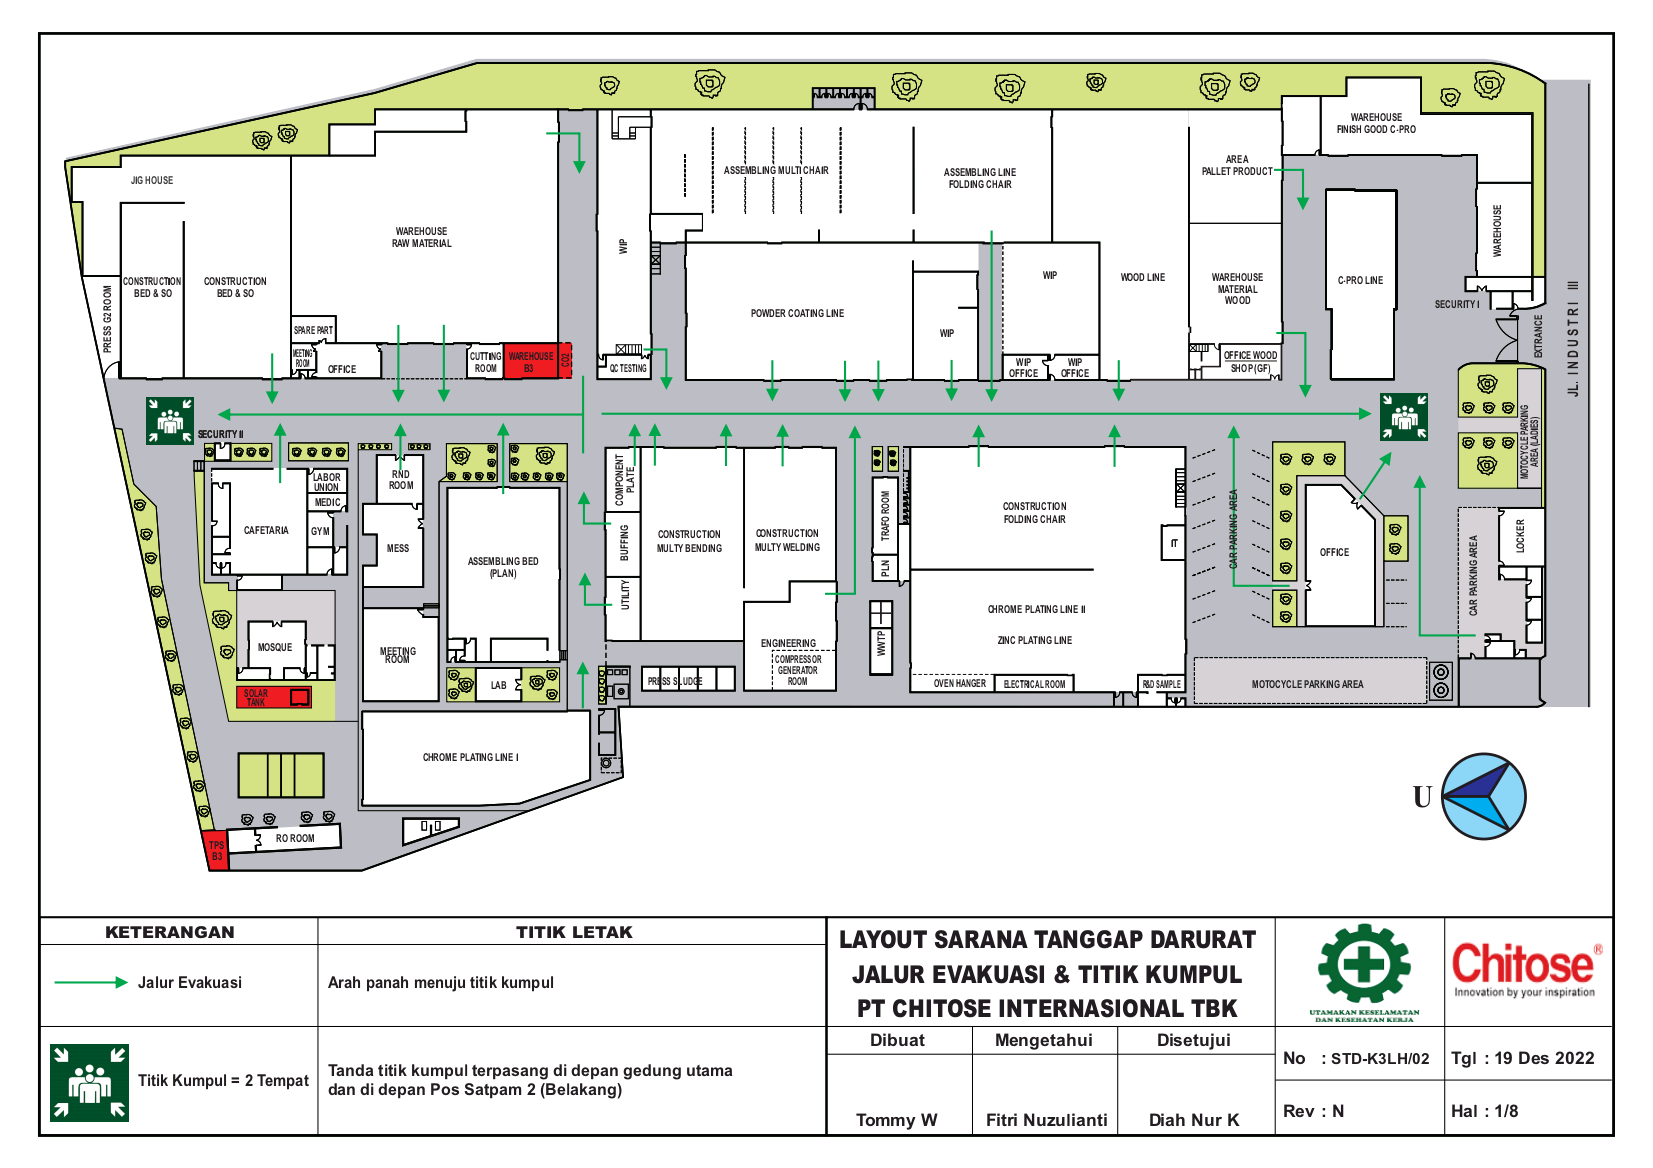 WAREHOUSE
FINISH GOOD C-PRO
JIG HOUSE
ASSEMBLING MULTI CHAIR
ASSEMBLING LINE
FOLDING CHAIR
AREA
PALLET PRODUCT
WAREHOUSE
RAW MATERIAL
WIP
WAREHOUSE
CONSTRUCTION
BED & SO
CONSTRUCTION
BED & SO
WIP
WOOD LINE
WAREHOUSE
MATERIAL
WOOD
C-PRO LINE
SECURITY I
PRESS G2 ROOM
POWDER COATING LINE
WIP
SPARE PART
MEETING
ROOM
OFFICE
CUTTING
ROOM
WAREHOUSE
B3
CO2
QC TESTING
WIP
OFFICE
WIP
OFFICE
OFFICE WOOD
SHOP (GF)
ENTRANCE
JL. INDUSTRI III
SECURITY II
MOTOCYCLE PARKING
AREA (LADIES)
LABOR
UNION
MEDIC
GYM
CAFETARIA
RND
ROOM
MESS
ASSEMBLING BED
(PLAN)
COMPONENT
PLATE
BUFFING
UTILITY
CONSTRUCTION
MULTY BENDING
CONSTRUCTION
MULTY WELDING
TRAFO ROOM
PLN
WWTP
CONSTRUCTION
FOLDING CHAIR
IT
CAR PARKING AREA
OFFICE
CAR PARKING AREA
LOCKER
CHROME PLATING LINE II
ZINC PLATING LINE
MOSQUE
MEETING
ROOM
ENGINEERING
COMPRESSOR
GENERATOR
ROOM
SOLAR
TANK
LAB
PRESS SLUDGE
OVEN HANGER
ELECTRICAL ROOM
R&D SAMPLE
MOTOCYCLE PARKING AREA
CHROME PLATING LINE I
RO ROOM
TPS
B3
U
KETERANGAN
TITIK LETAK
Jalur Evakuasi
Arah panah menuju titik kumpul
Titik Kumpul = 2 Tempat
Tanda titik kumpul terpasang di depan gedung utama
dan di depan Pos Satpam 2 (Belakang)
LAYOUT SARANA TANGGAP DARURAT
JALUR EVAKUASI & TITIK KUMPUL
PT CHITOSE INTERNASIONAL TBK
Dibuat
Mengetahui
Disetujui
Tommy W
Fitri Nuzulianti
Diah Nur K
UTAMAKAN KESELAMATAN
DAN KESEHATAN KERJA
Chitose®
Innovation by your inspiration
No : STD-K3LH/02
Tgl : 19 Des 2022
Rev : N
Hal : 1/8